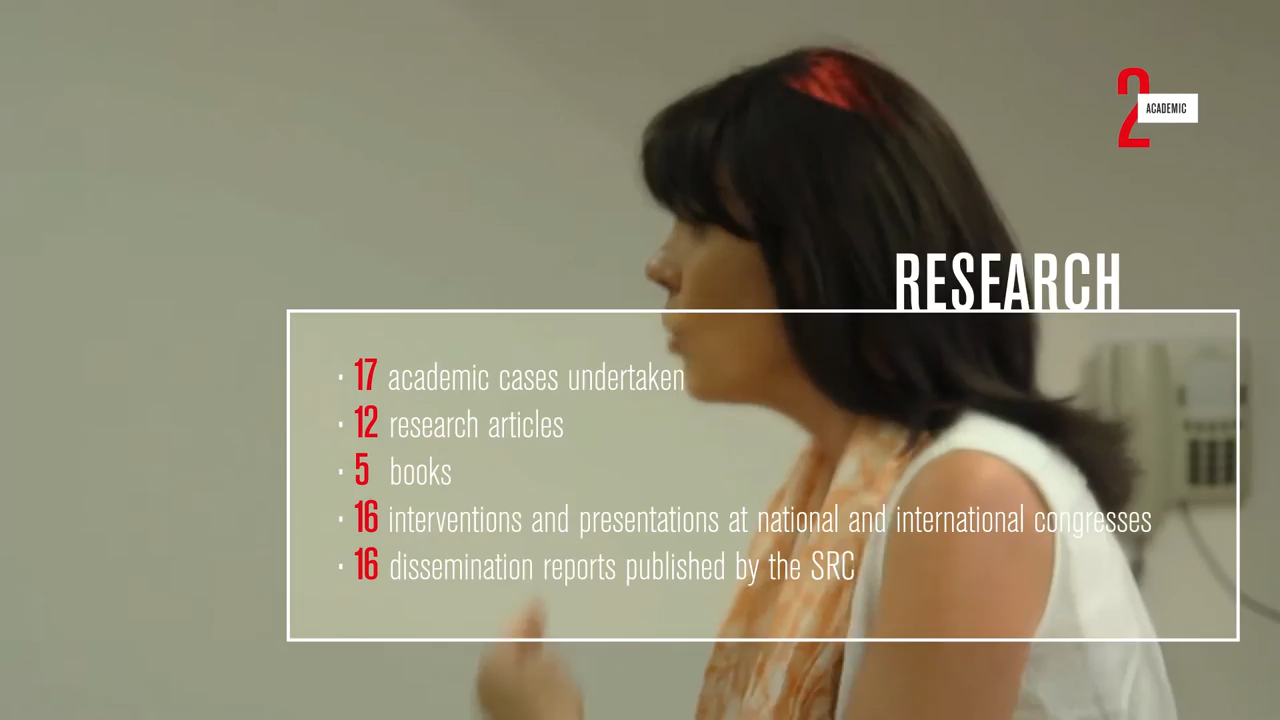 2 ACADEMIC
RESEARCH
· 17 academic cases undertaken
· 12 research articles
· 5 books
· 16 interventions and presentations at national and international congresses
· 16 dissemination reports published by the SRC